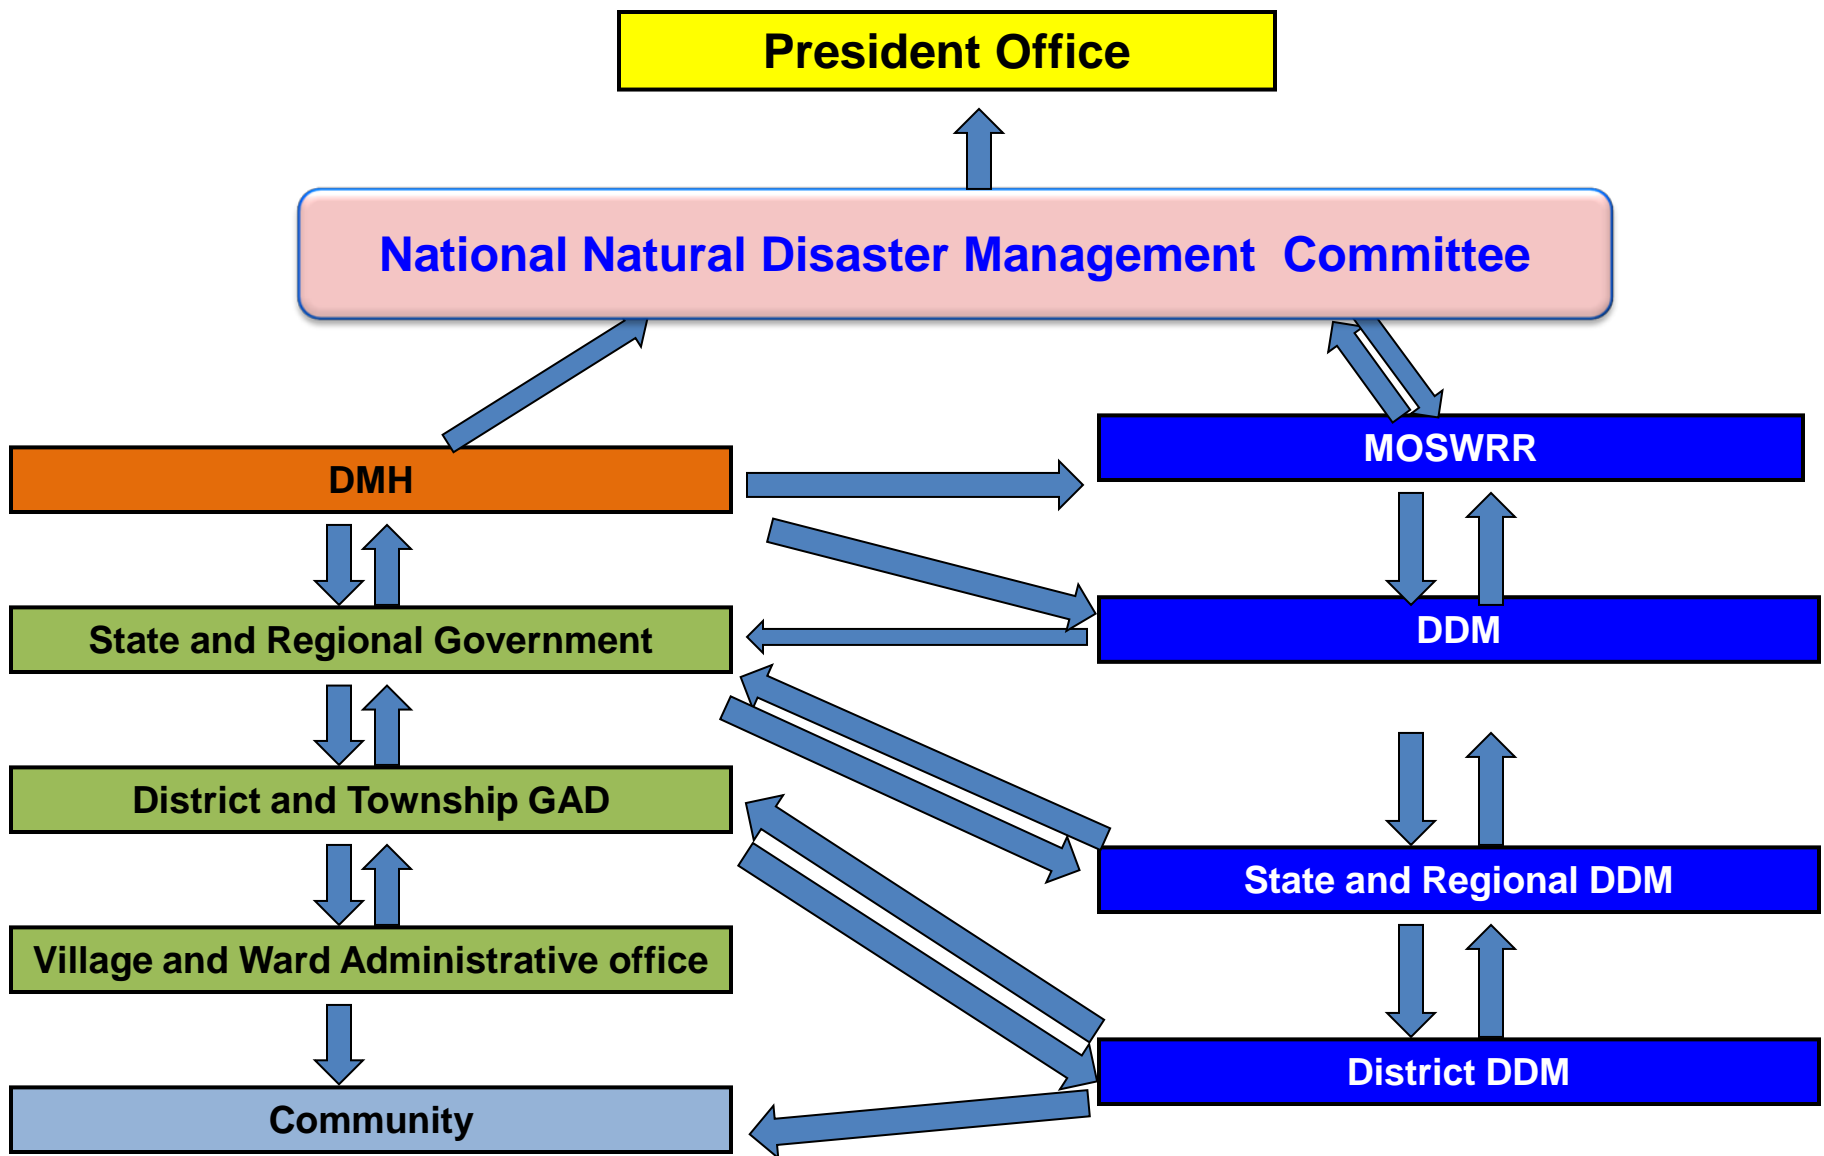 President Office
National Natural Disaster Management  Committee
DMH
MOSWRR
State and Regional Government
DDM
District and Township GAD
State and Regional DDM
Village and Ward Administrative office
District DDM
Community